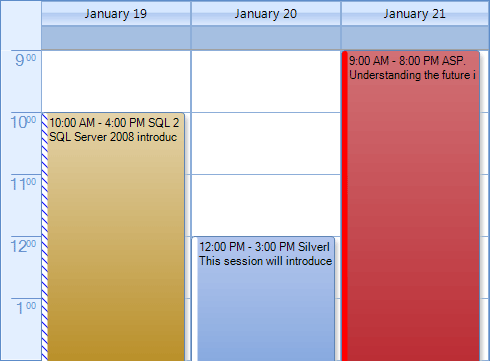 January 19
January 20
January 21
9 00
10 00
11 00
12 00
1 00
10:00 AM - 4:00 PM SQL 2
SQL Server 2008 introduc
12:00 PM - 3:00 PM Silverl
This session will introduce
9:00 AM - 8:00 PM ASP.
Understanding the future i